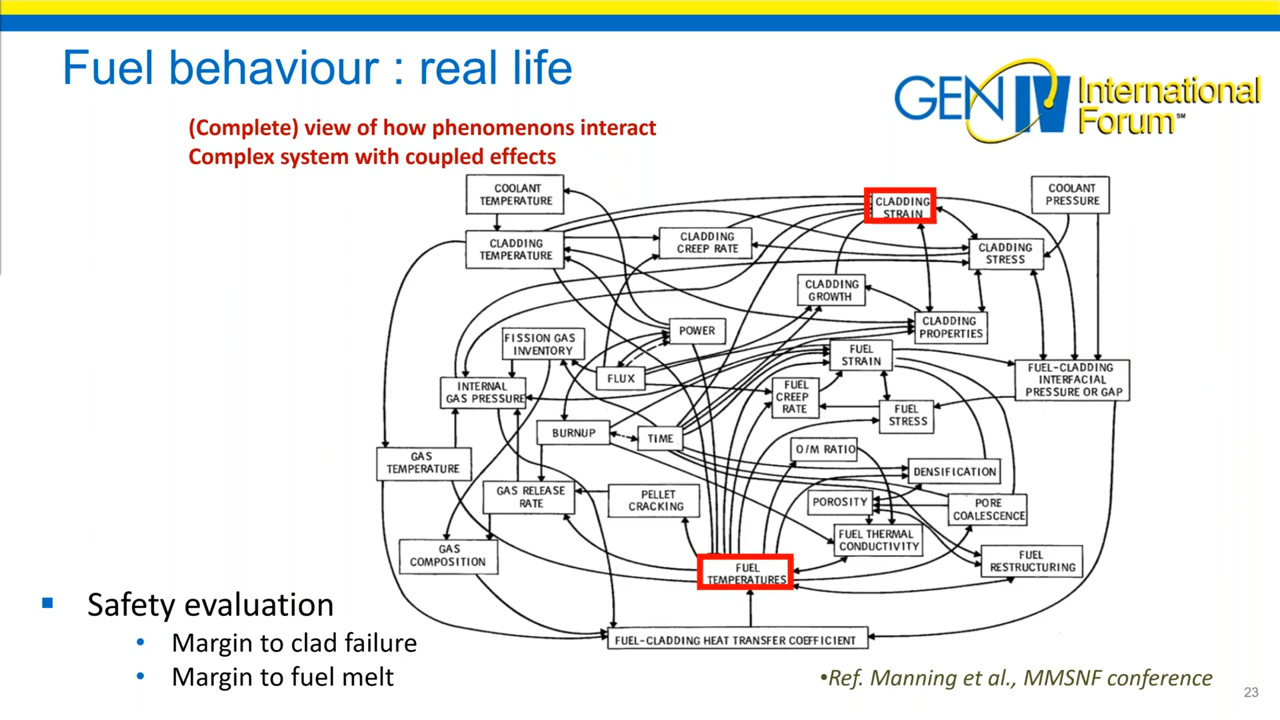 Fuel behaviour : real life
GEN IV International
Forum SM
(Complete) view of how phenomenons interact
Complex system with coupled effects
COOLANT
TEMPERATURE
CLADDING
STRAIN
COOLANT
PRESSURE
CLADDING
TEMPERATURE
CLADDING
CREEP RATE
CLADDING
STRESS
CLADDING
GROWTH
CLADDING
PROPERTIES
POWER
FISSION GAS
INVENTORY
FUEL
STRAIN
FLUX
FUEL-CLADDING
INTERFACIAL
PRESSURE OR GAP
INTERNAL
GAS PRESSURE
FUEL
CREEP
RATE
FUEL
STRESS
BURNUP
TIME
O/M RATIO
GAS
TEMPERATURE
DENSIFICATION
GAS RELEASE
RATE
PELLET
CRACKING
POROSITY
PORE
COALESCENCE
FUEL THERMAL
CONDUCTIVITY
GAS
COMPOSITION
FUEL
RESTRUCTURING
FUEL
TEMPERATURES
FUEL-CLADDING HEAT TRANSFER COEFFICIENT
▪ Safety evaluation
• Margin to clad failure
• Margin to fuel melt
•Ref. Manning et al., MMSNF conference
23